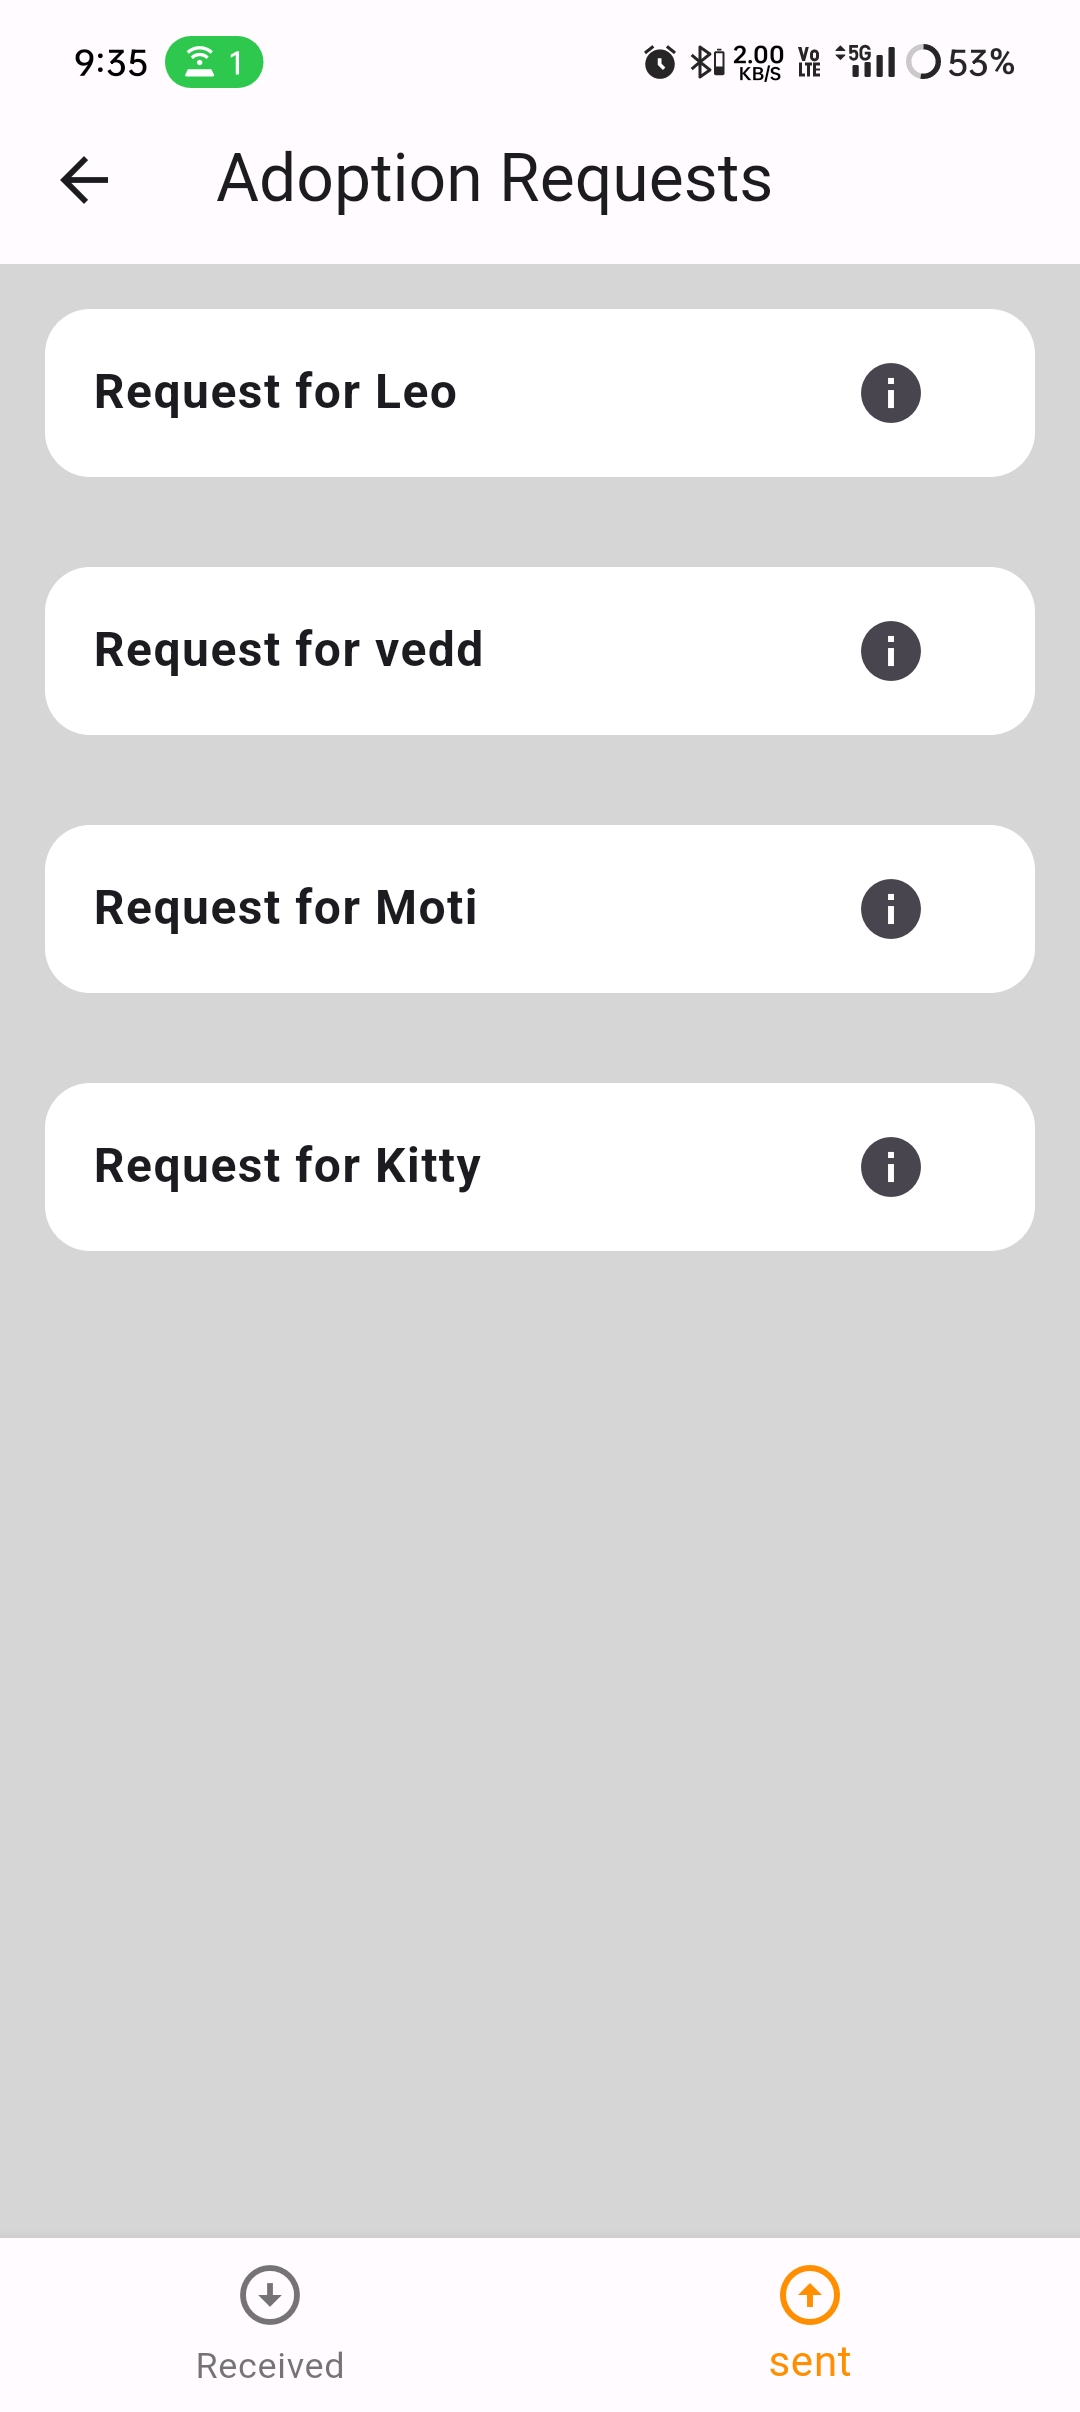 9:35 1 2.00 KB/S VO LTE 5G 53%
Adoption Requests
Request for Leo
Request for vedd
Request for Moti
Request for Kitty
Received sent